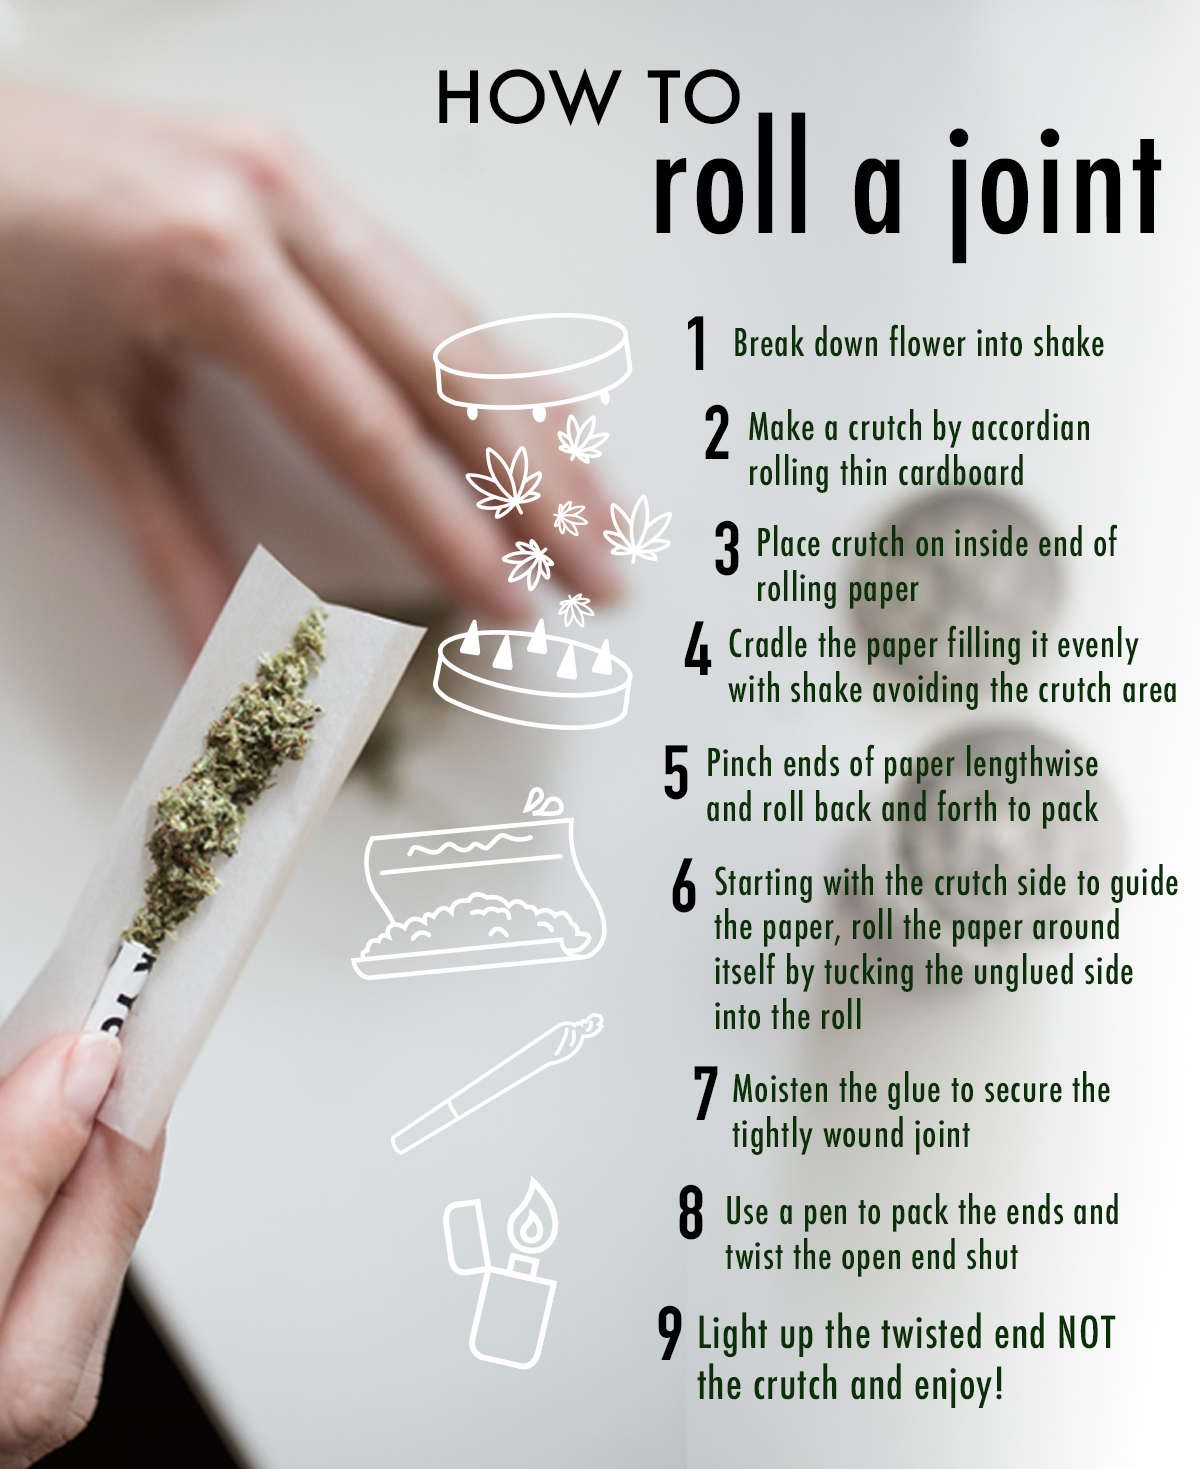 HOW TO
roll a joint
1 Break down flower into shake
2 Make a crutch by accordian
rolling thin cardboard
3 Place crutch on inside end of
rolling paper
4 Cradle the paper filling it evenly
with shake avoiding the crutch area
5 Pinch ends of paper lengthwise
and roll back and forth to pack
6 Starting with the crutch side to guide
the paper, roll the paper around
itself by tucking the unglued side
into the roll
7 Moisten the glue to secure the
tightly wound joint
8 Use a pen to pack the ends and
twist the open end shut
9 Light up the twisted end NOT
the crutch and enjoy!